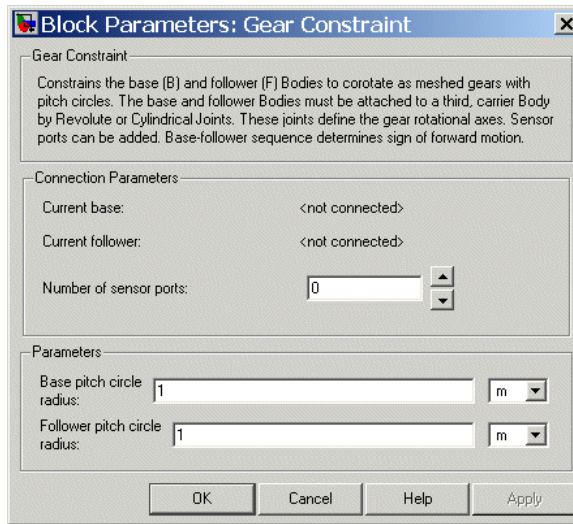 Block Parameters: Gear Constraint
Gear Constraint
Constrains the base (B) and follower (F) Bodies to corotate as meshed gears with
pitch circles. The base and follower Bodies must be attached to a third, carrier Body
by Revolute or Cylindrical Joints. These joints define the gear rotational axes. Sensor
ports can be added. Base-follower sequence determines sign of forward motion.
Connection Parameters
Current base: <not connected>
Current follower: <not connected>
Number of sensor ports: 0
Parameters
Base pitch circle
radius: 1 m
Follower pitch circle
radius: 1 m
OK Cancel Help Apply